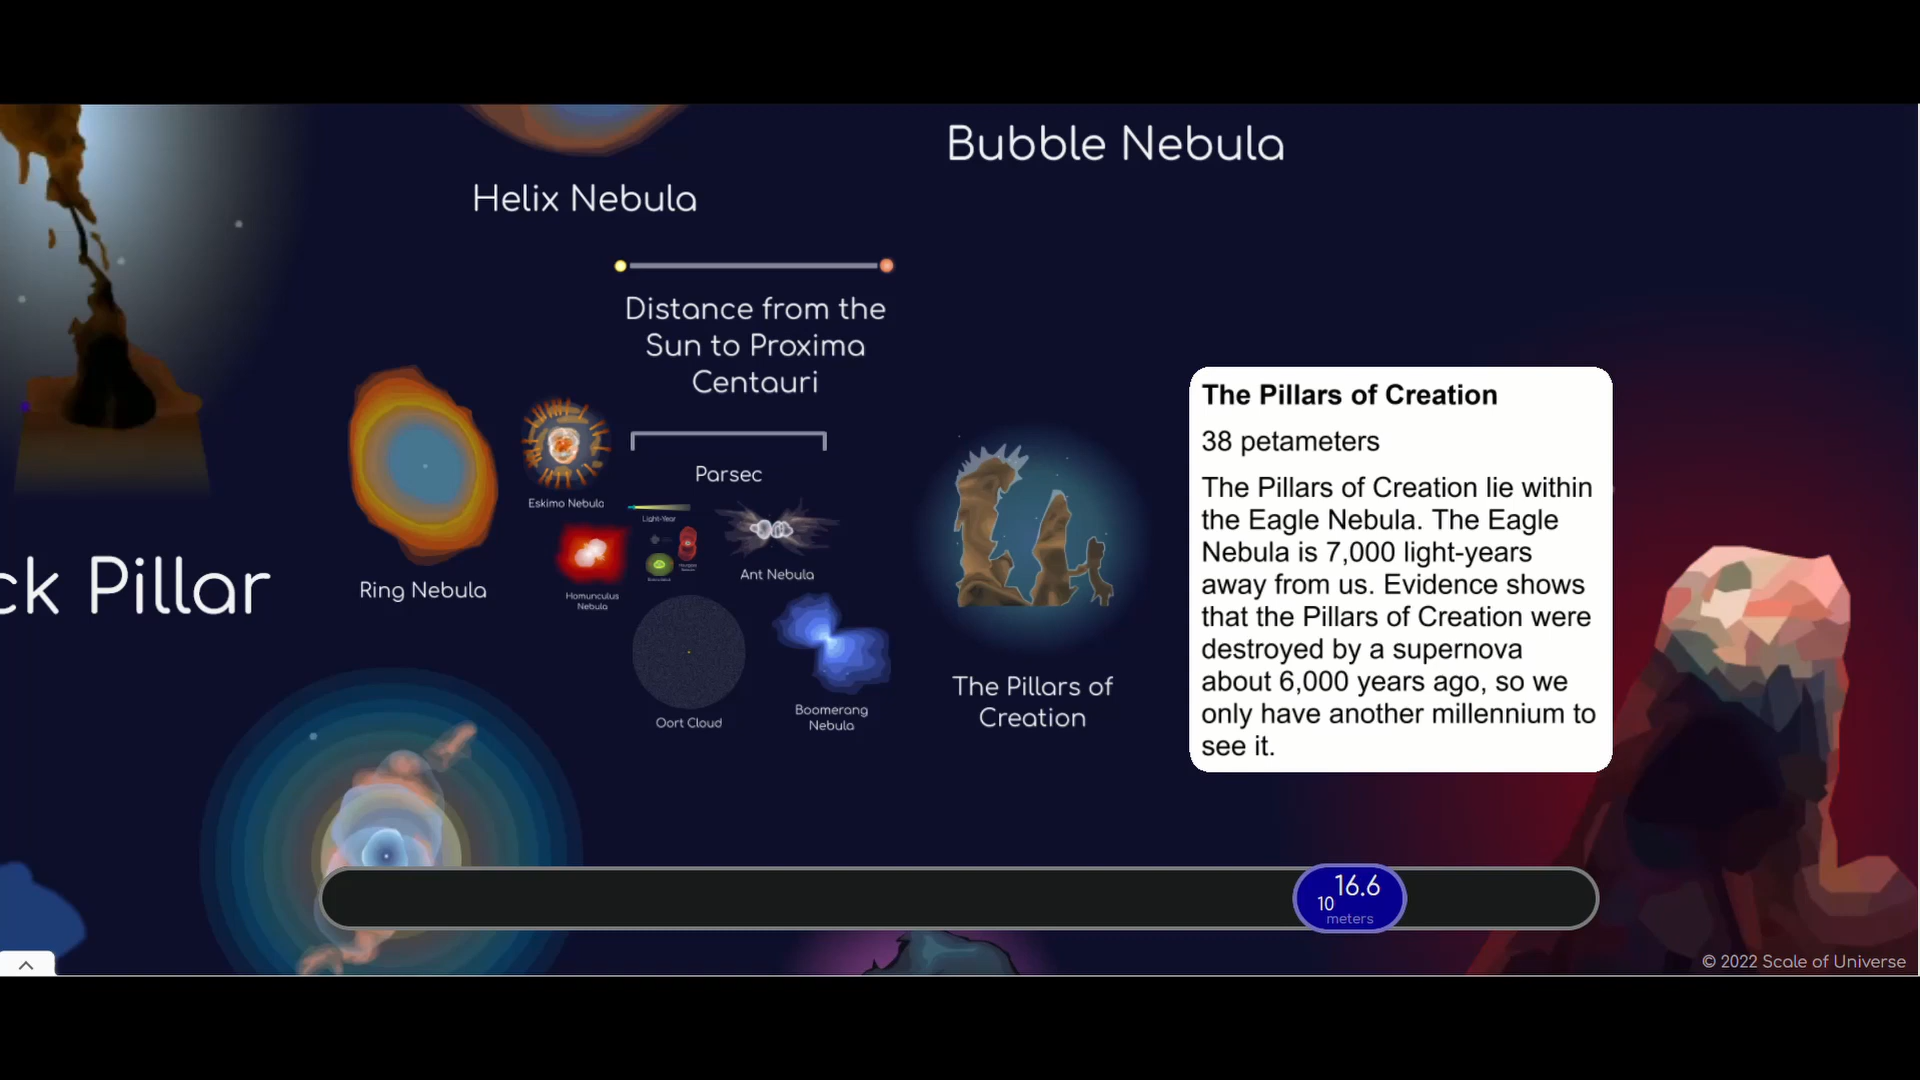 Bubble Nebula
Helix Nebula
Distance from the
Sun to Proxima
Centauri
The Pillars of Creation
38 petameters
The Pillars of Creation lie within
the Eagle Nebula. The Eagle
Nebula is 7,000 light-years
away from us. Evidence shows
that the Pillars of Creation were
destroyed by a supernova
about 6,000 years ago, so we
only have another millennium to
see it.
Parsec
Eskimo Nebula
Light-Year
Ant Nebula
ck Pillar
Ring Nebula
Homunculus
Nebula
The Pillars of
Creation
Oort Cloud
Boomerang
Nebula
10 16.6
meters
© 2022 Scale of Universe